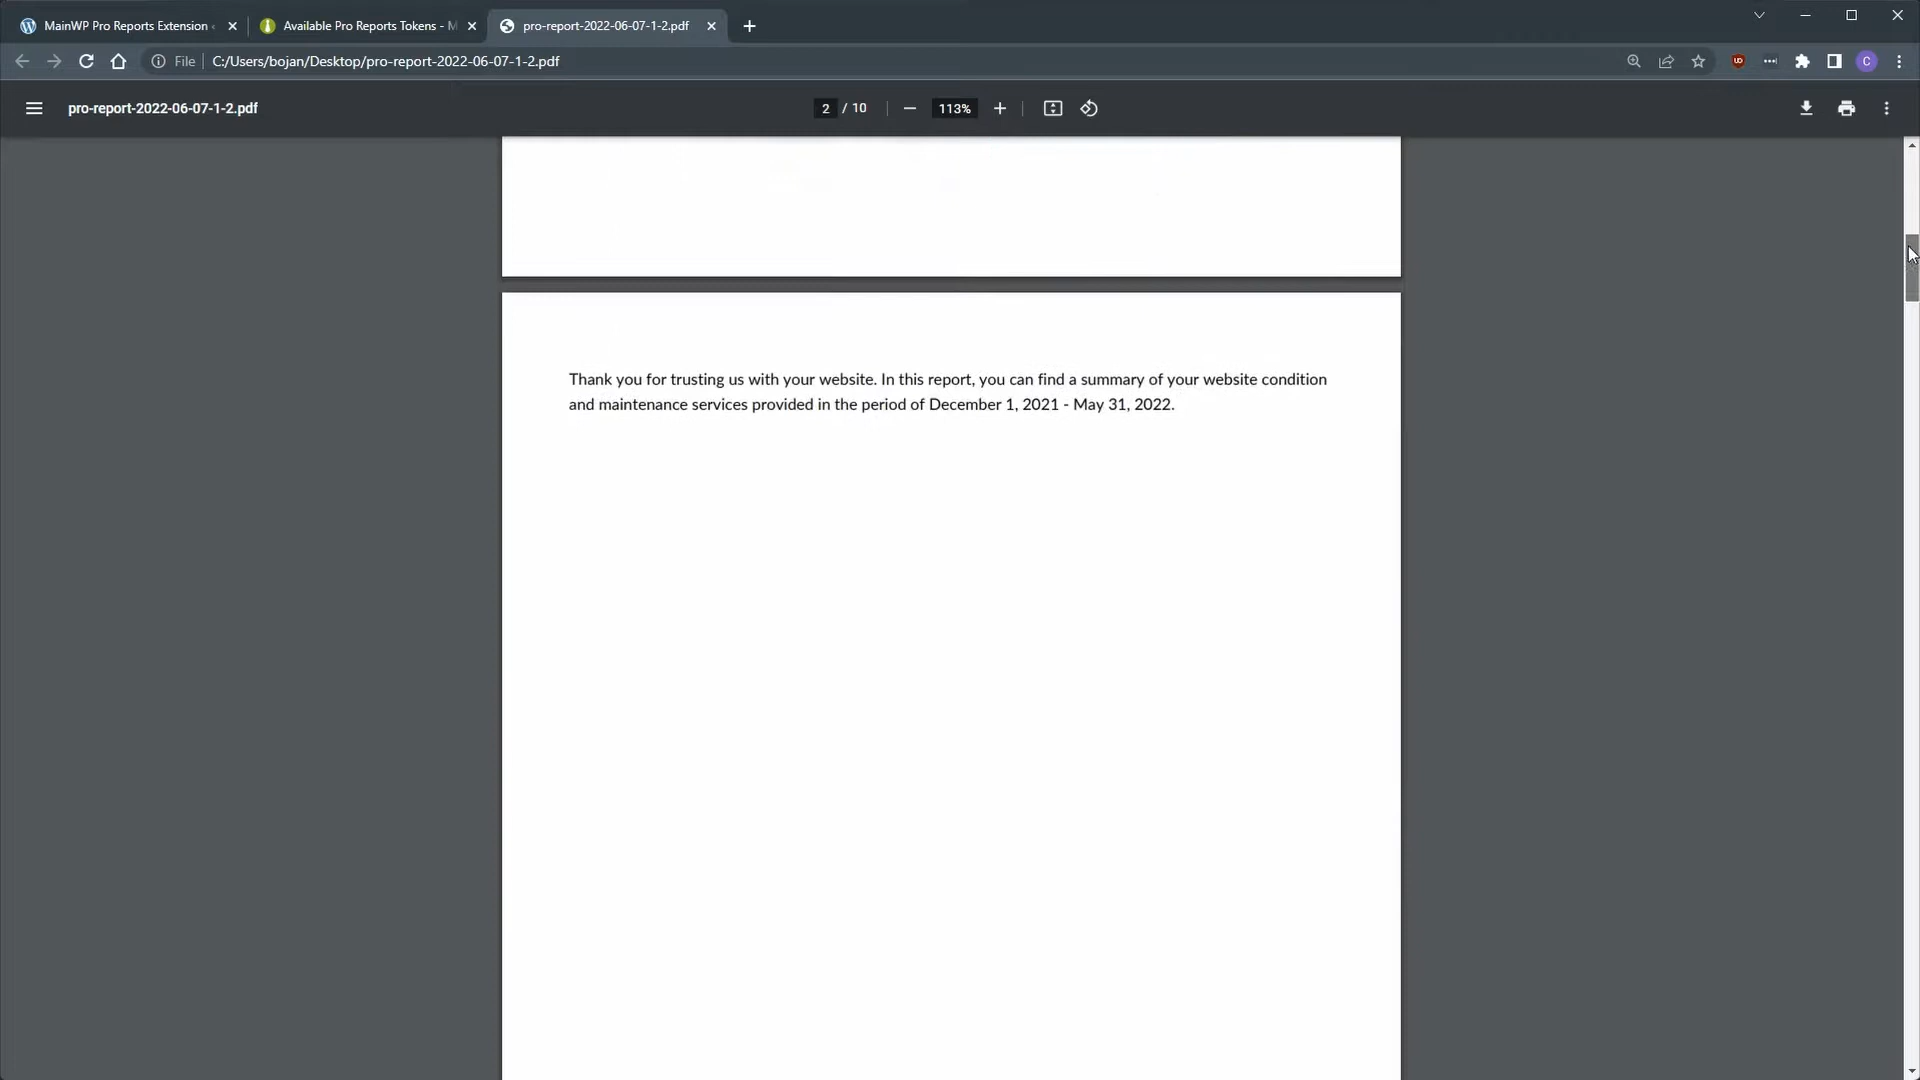 MainWP Pro Reports Extension
Available Pro Reports Tokens - M
pro-report-2022-06-07-1-2.pdf
File
C:/Users/bojan/Desktop/pro-report-2022-06-07-1-2.pdf
C
pro-report-2022-06-07-1-2.pdf
2 / 10
113%
Thank you for trusting us with your website. In this report, you can find a summary of your website condition
and maintenance services provided in the period of December 1, 2021 - May 31, 2022.